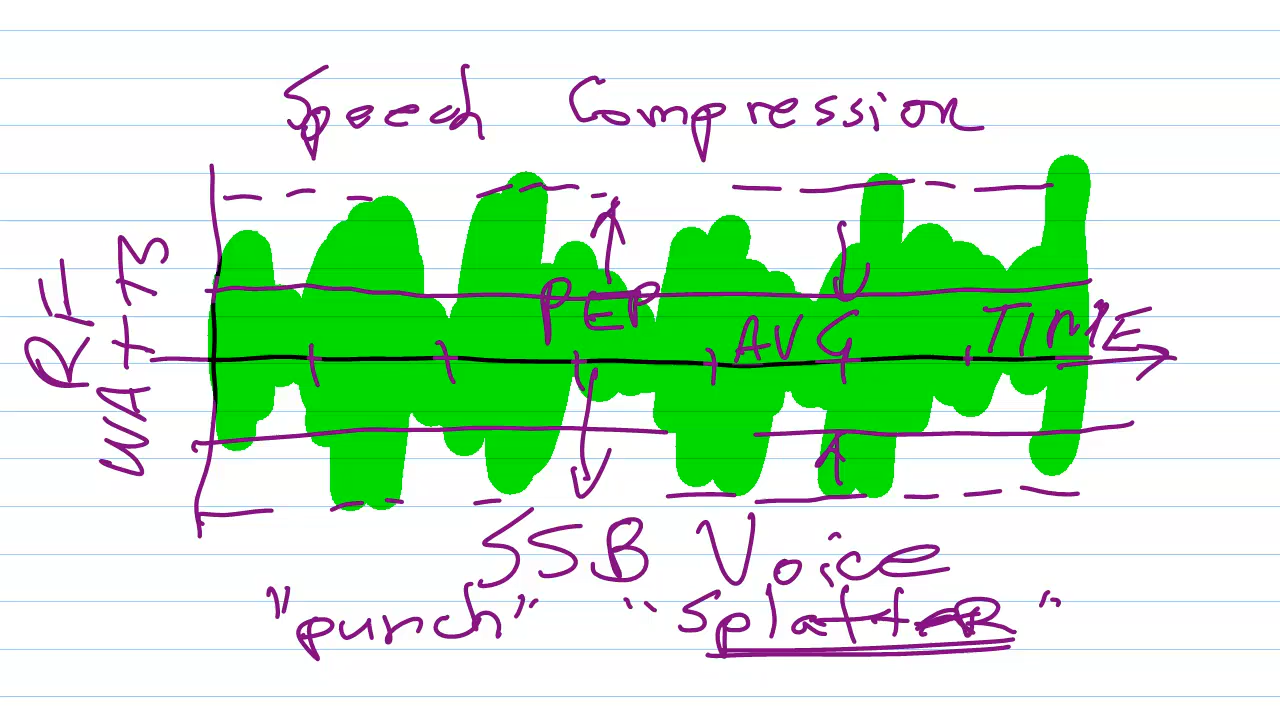 Speech Compression
RF
WATTS
PEP
AVG
TIME
SSB Voice
"punch" "SplattER"